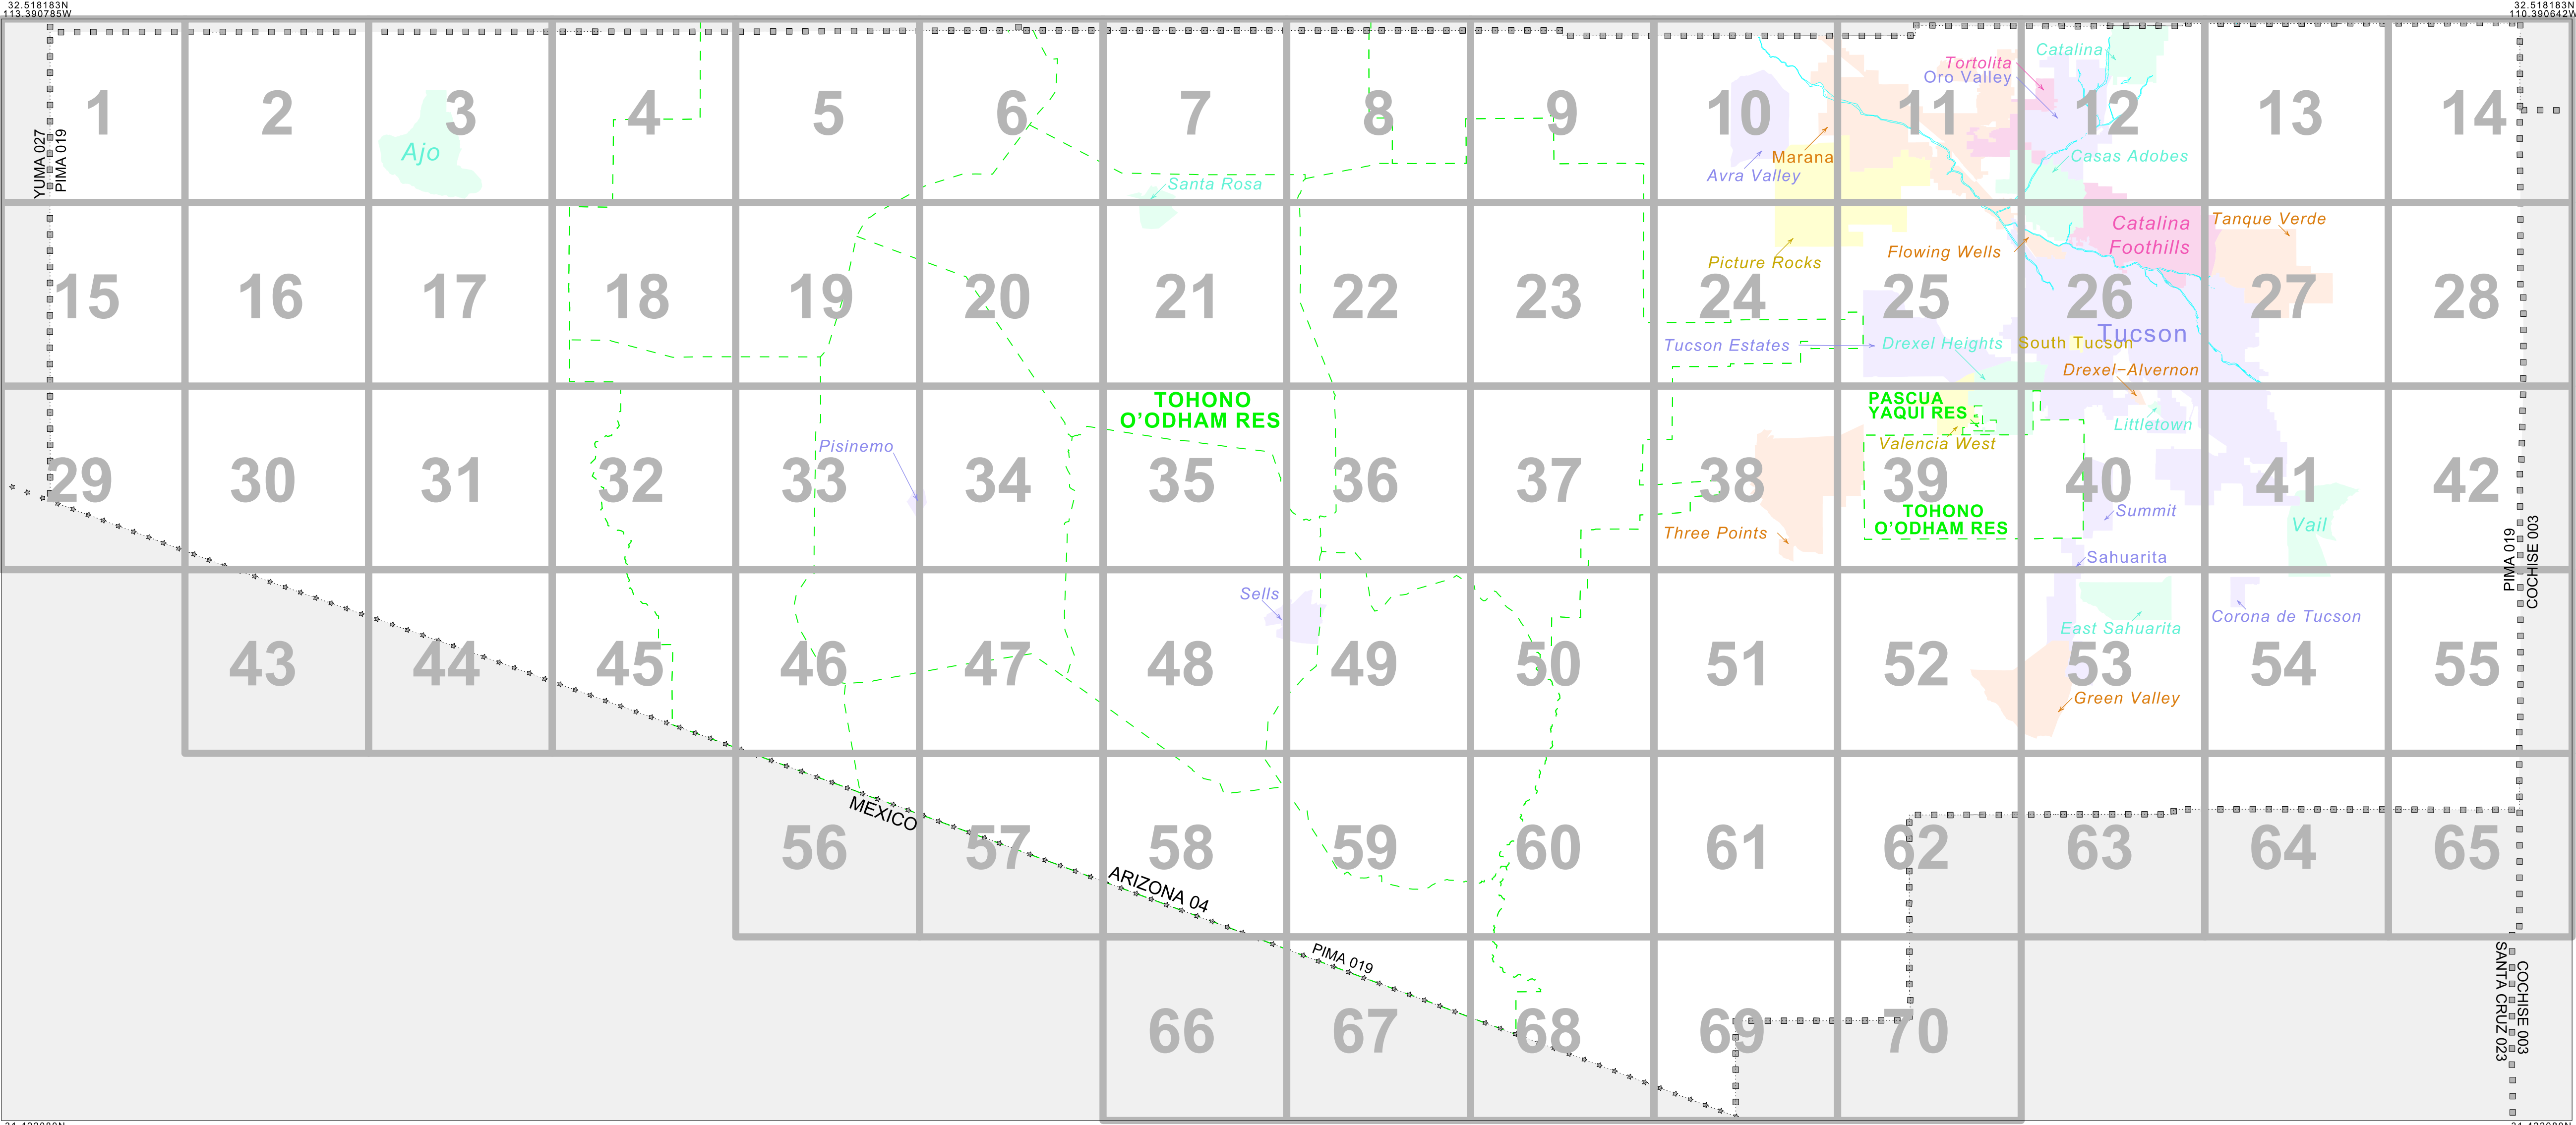 32.518183N
113.390785W
32.518183N
110.390642W
YUMA 027
PIMA 019
1
2
3
4
5
6
7
8
9
10
11
12
13
14
Ajo
Santa Rosa
Avra Valley
Marana
Tortolita
Oro Valley
Catalina
Casas Adobes
15
16
17
18
19
20
21
22
23
24
25
26
27
28
Picture Rocks
Flowing Wells
Catalina
Foothills
Tanque Verde
Tucson Estates
Drexel Heights
South Tucson
Tucson
Drexel-Alvernon
29
30
31
32
33
34
35
36
37
38
39
40
41
42
Pisinemo
TOHONO
O'ODHAM RES
PASCUA
YAQUI RES
Valencia West
Littletown
Three Points
TOHONO
O'ODHAM RES
Summit
Vail
Sahuarita
PIMA 019
COCHISE 003
43
44
45
46
47
48
49
50
51
52
53
54
55
Sells
East Sahuarita
Corona de Tucson
Green Valley
56
57
58
59
60
61
62
63
64
65
MEXICO
ARIZONA 04
PIMA 019
66
67
68
69
70
SANTA CRUZ 023
COCHISE 003